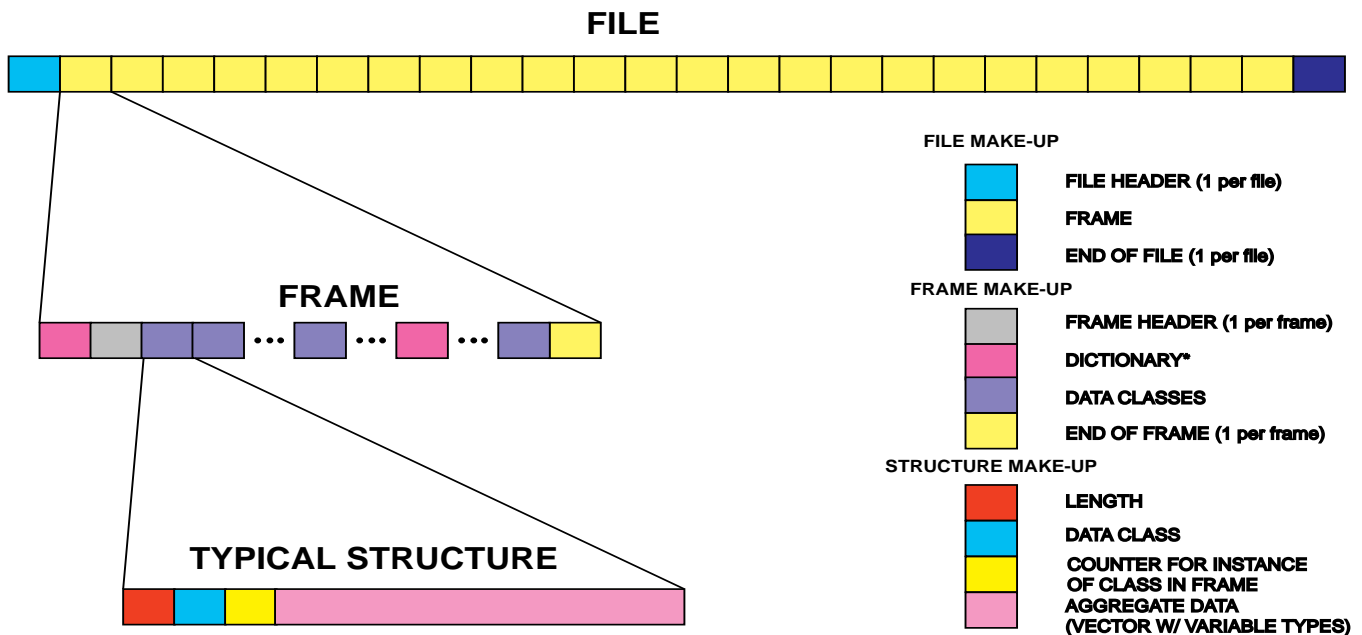 FILE
FILE MAKE-UP
FILE HEADER (1 per file)
FRAME
END OF FILE (1 per file)
FRAME
FRAME MAKE-UP
FRAME HEADER (1 per frame)
DICTIONARY*
DATA CLASSES
END OF FRAME (1 per frame)
STRUCTURE MAKE-UP
LENGTH
DATA CLASS
COUNTER FOR INSTANCE
OF CLASS IN FRAME
AGGREGATE DATA
(VECTOR W/ VARIABLE TYPES)
TYPICAL STRUCTURE